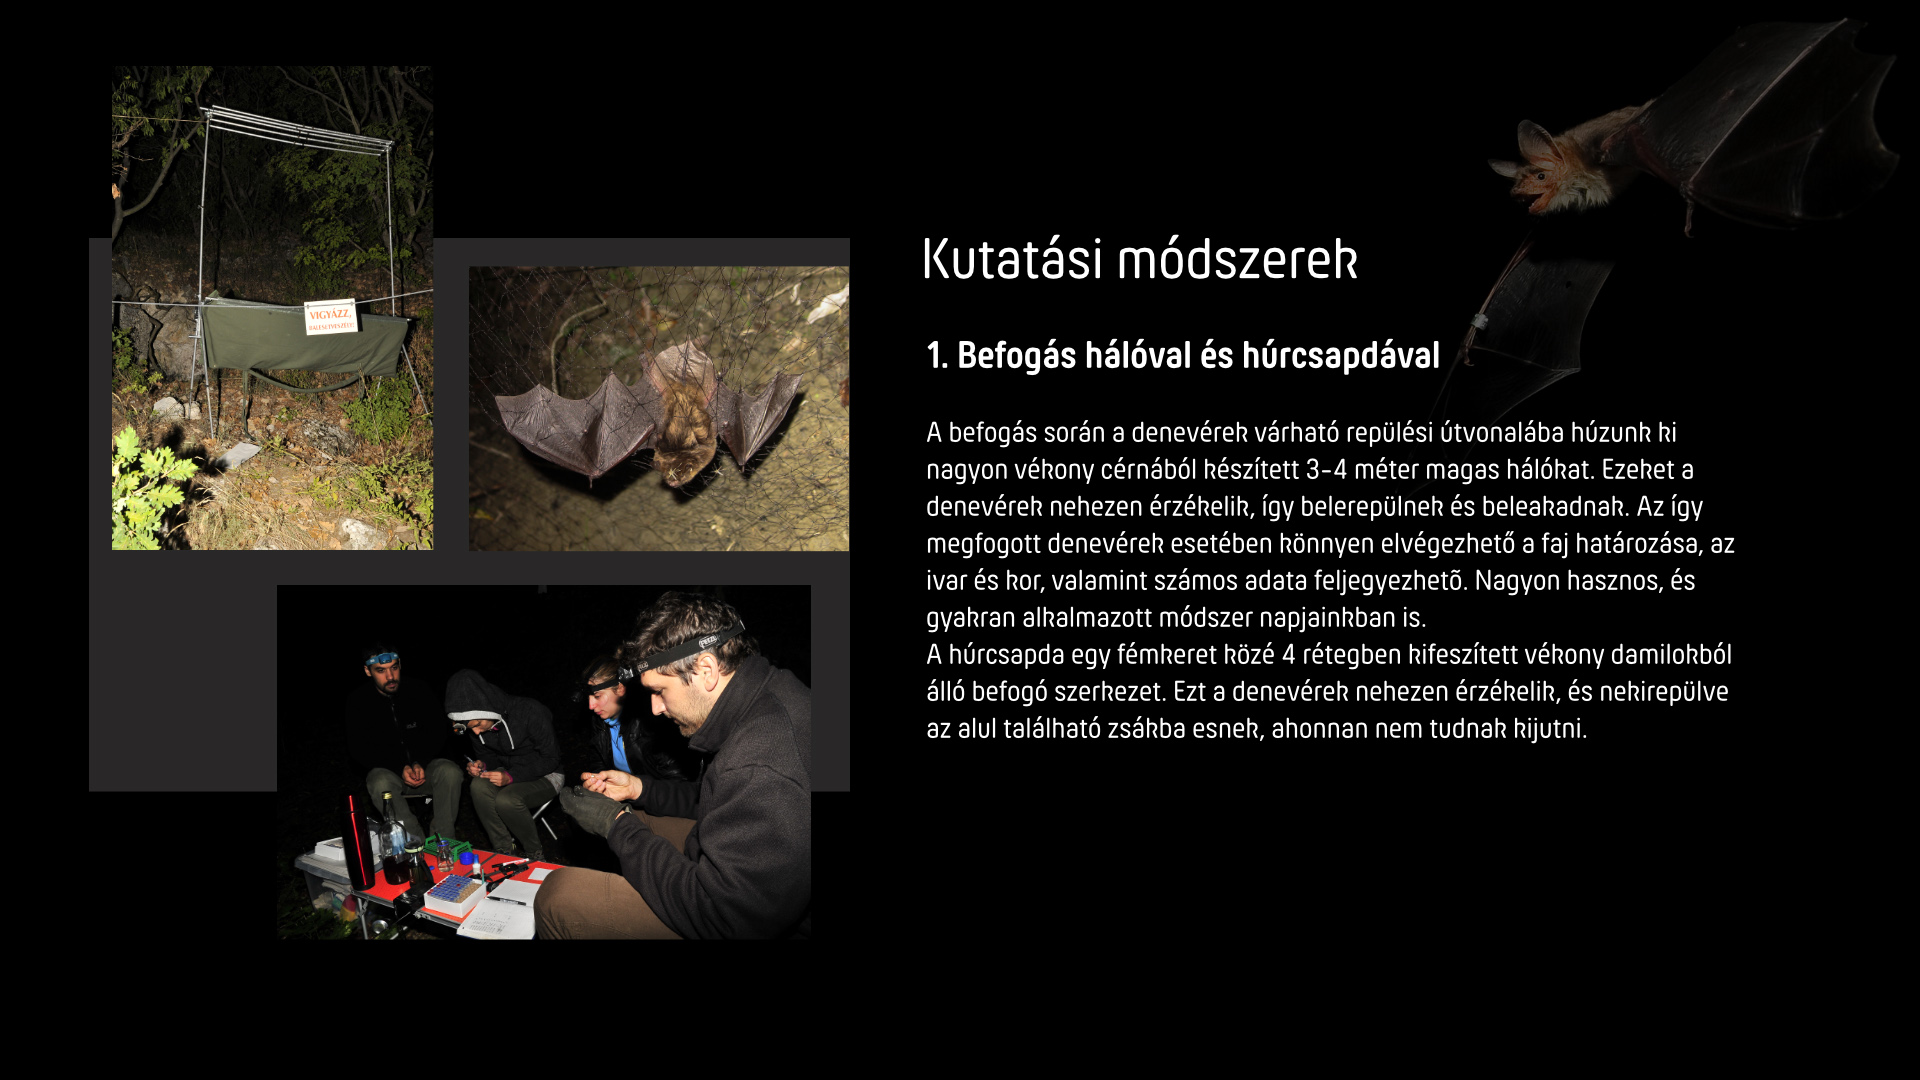 VIGYÁZZ,
BALESETVESZÉLY!
Kutatási módszerek
1. Befogás hálóval és húrcsapdával
A befogás során a denevérek várható repülési útvonalába húzunk ki
nagyon vékony cérnából készített 3-4 méter magas hálókat. Ezeket a
denevérek nehezen érzékelik, így belerepülnek és beleakadnak. Az így
megfogott denevérek esetében könnyen elvégezhető a faj határozása, az
ivar és kor, valamint számos adata feljegyezhetõ. Nagyon hasznos, és
gyakran alkalmazott módszer napjainkban is.
A húrcsapda egy fémkeret közé 4 rétegben kifeszített vékony damilokból
álló befogó szerkezet. Ezt a denevérek nehezen érzékelik, és nekirepülve
az alul található zsákba esnek, ahonnan nem tudnak kijutni.